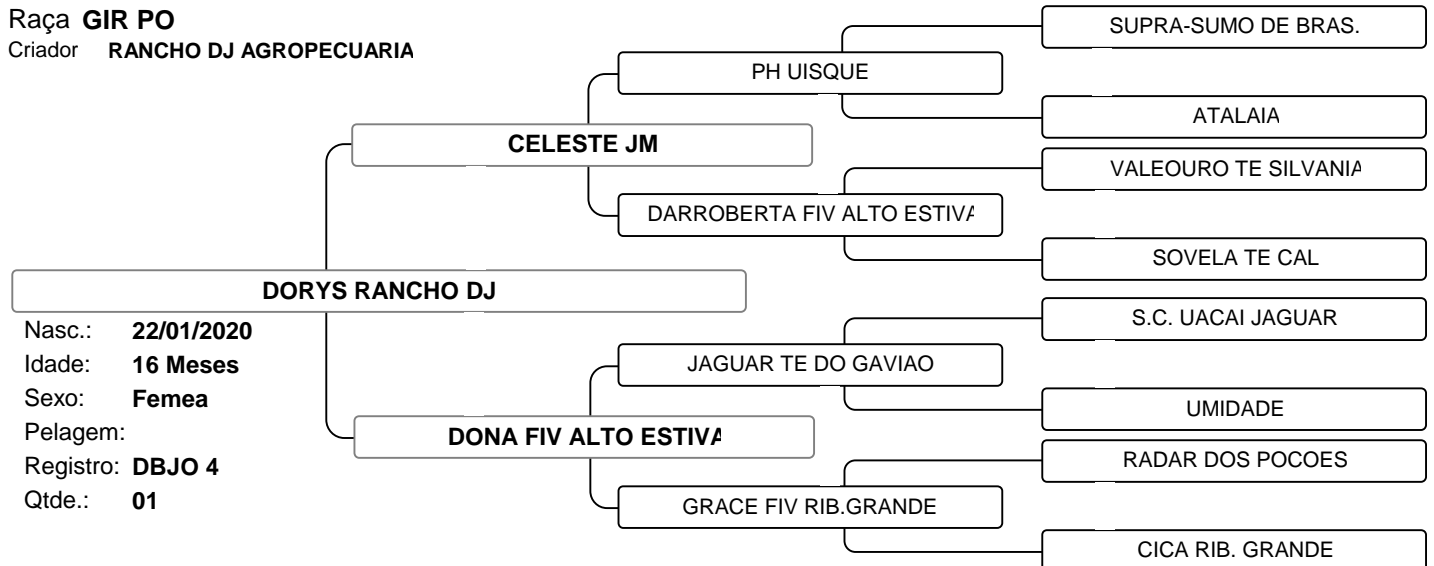 Raça GIR PO
Criador RANCHO DJ AGROPECUARIA
SUPRA-SUMO DE BRAS.
PH UISQUE
ATALAIA
CELESTE JM
VALEOURO TE SILVANIA
DARROBERTA FIV ALTO ESTIVA
SOVELA TE CAL
DORYS RANCHO DJ
Nasc.: 22/01/2020
Idade: 16 Meses
Sexo: Femea
Pelagem:
Registro: DBJO 4
Qtde.: 01
S.C. UACAI JAGUAR
JAGUAR TE DO GAVIAO
UMIDADE
DONA FIV ALTO ESTIVA
RADAR DOS POCOES
GRACE FIV RIB.GRANDE
CICA RIB. GRANDE